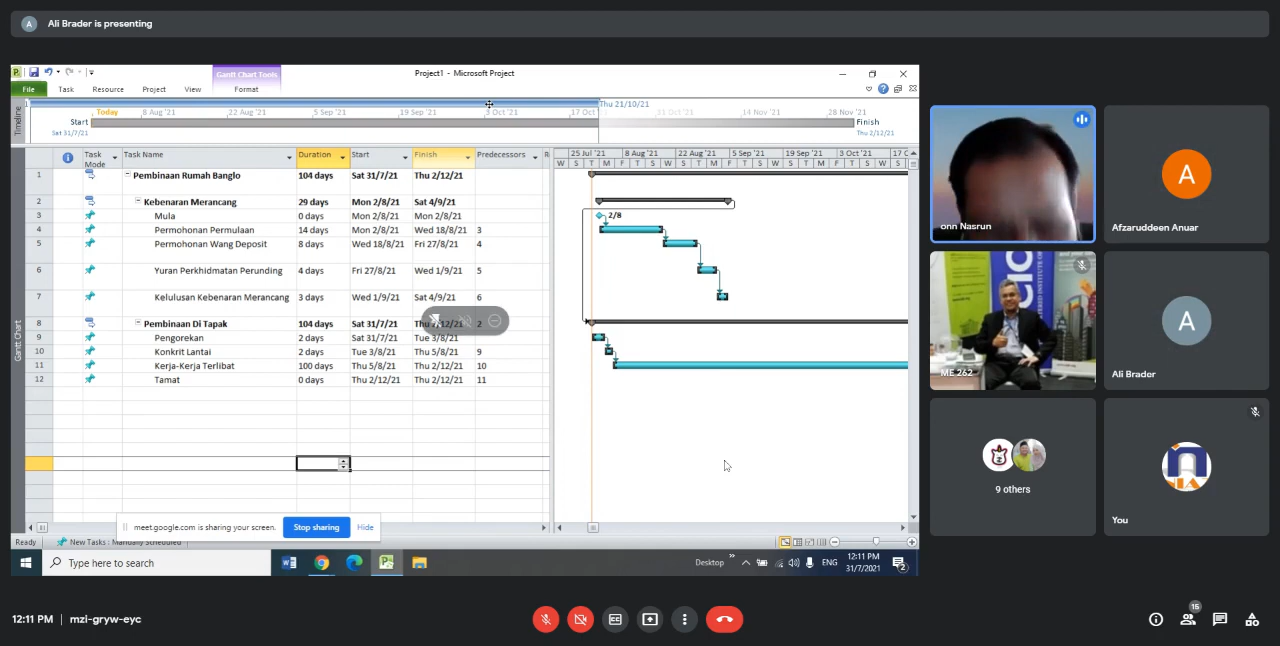 A Ali Brader is presenting
Project1 - Microsoft Project
Gantt Chart Tools
File Task Resource Project View Format
Timeline
Thu 21/10/21
Today 8 Aug '21 22 Aug '21 5 Sep '21 19 Sep '21 3 Oct '21 17 Oct 31 Oct '21 14 Nov '21 28 Nov '21
Start Finish
Sat 31/7/21 Thu 2/12/21
Task Mode Task Name Duration Start Finish Predecessors R
25 Jul '21 8 Aug '21 22 Aug '21 5 Sep '21 19 Sep '21 3 Oct '21 17 O
W S T M F T S W S T M F T S W S T M F T S W S
1 Pembinaan Rumah Banglo 104 days Sat 31/7/21 Thu 2/12/21
2 Kebenaran Merancang 29 days Mon 2/8/21 Sat 4/9/21
3 Mula 0 days Mon 2/8/21 Mon 2/8/21 2/8
4 Permohonan Permulaan 14 days Mon 2/8/21 Wed 18/8/21 3
5 Permohonan Wang Deposit 8 days Wed 18/8/21 Fri 27/8/21 4
6 Yuran Perkhidmatan Perunding 4 days Fri 27/8/21 Wed 1/9/21 5
7 Kelulusan Kebenaran Merancang 3 days Wed 1/9/21 Sat 4/9/21 6
8 Pembinaan Di Tapak 104 days Sat 31/7/21 Thu 2/12/21 2
9 Pengorekan 2 days Sat 31/7/21 Tue 3/8/21
10 Konkrit Lantai 2 days Tue 3/8/21 Thu 5/8/21 9
11 Kerja-Kerja Terlibat 100 days Thu 5/8/21 Thu 2/12/21 10
12 Tamat 0 days Thu 2/12/21 Thu 2/12/21 11
Gantt Chart
meet.google.com is sharing your screen. Stop sharing Hide
Ready New Tasks : Manually Scheduled
Type here to search
Desktop ENG
12:11 PM
31/7/2021
2
onn Nasrun
A
Afzaruddeen Anuar
ME 262
A
Ali Brader
9 others
You
12:11 PM | mzi-gryw-eyc
15